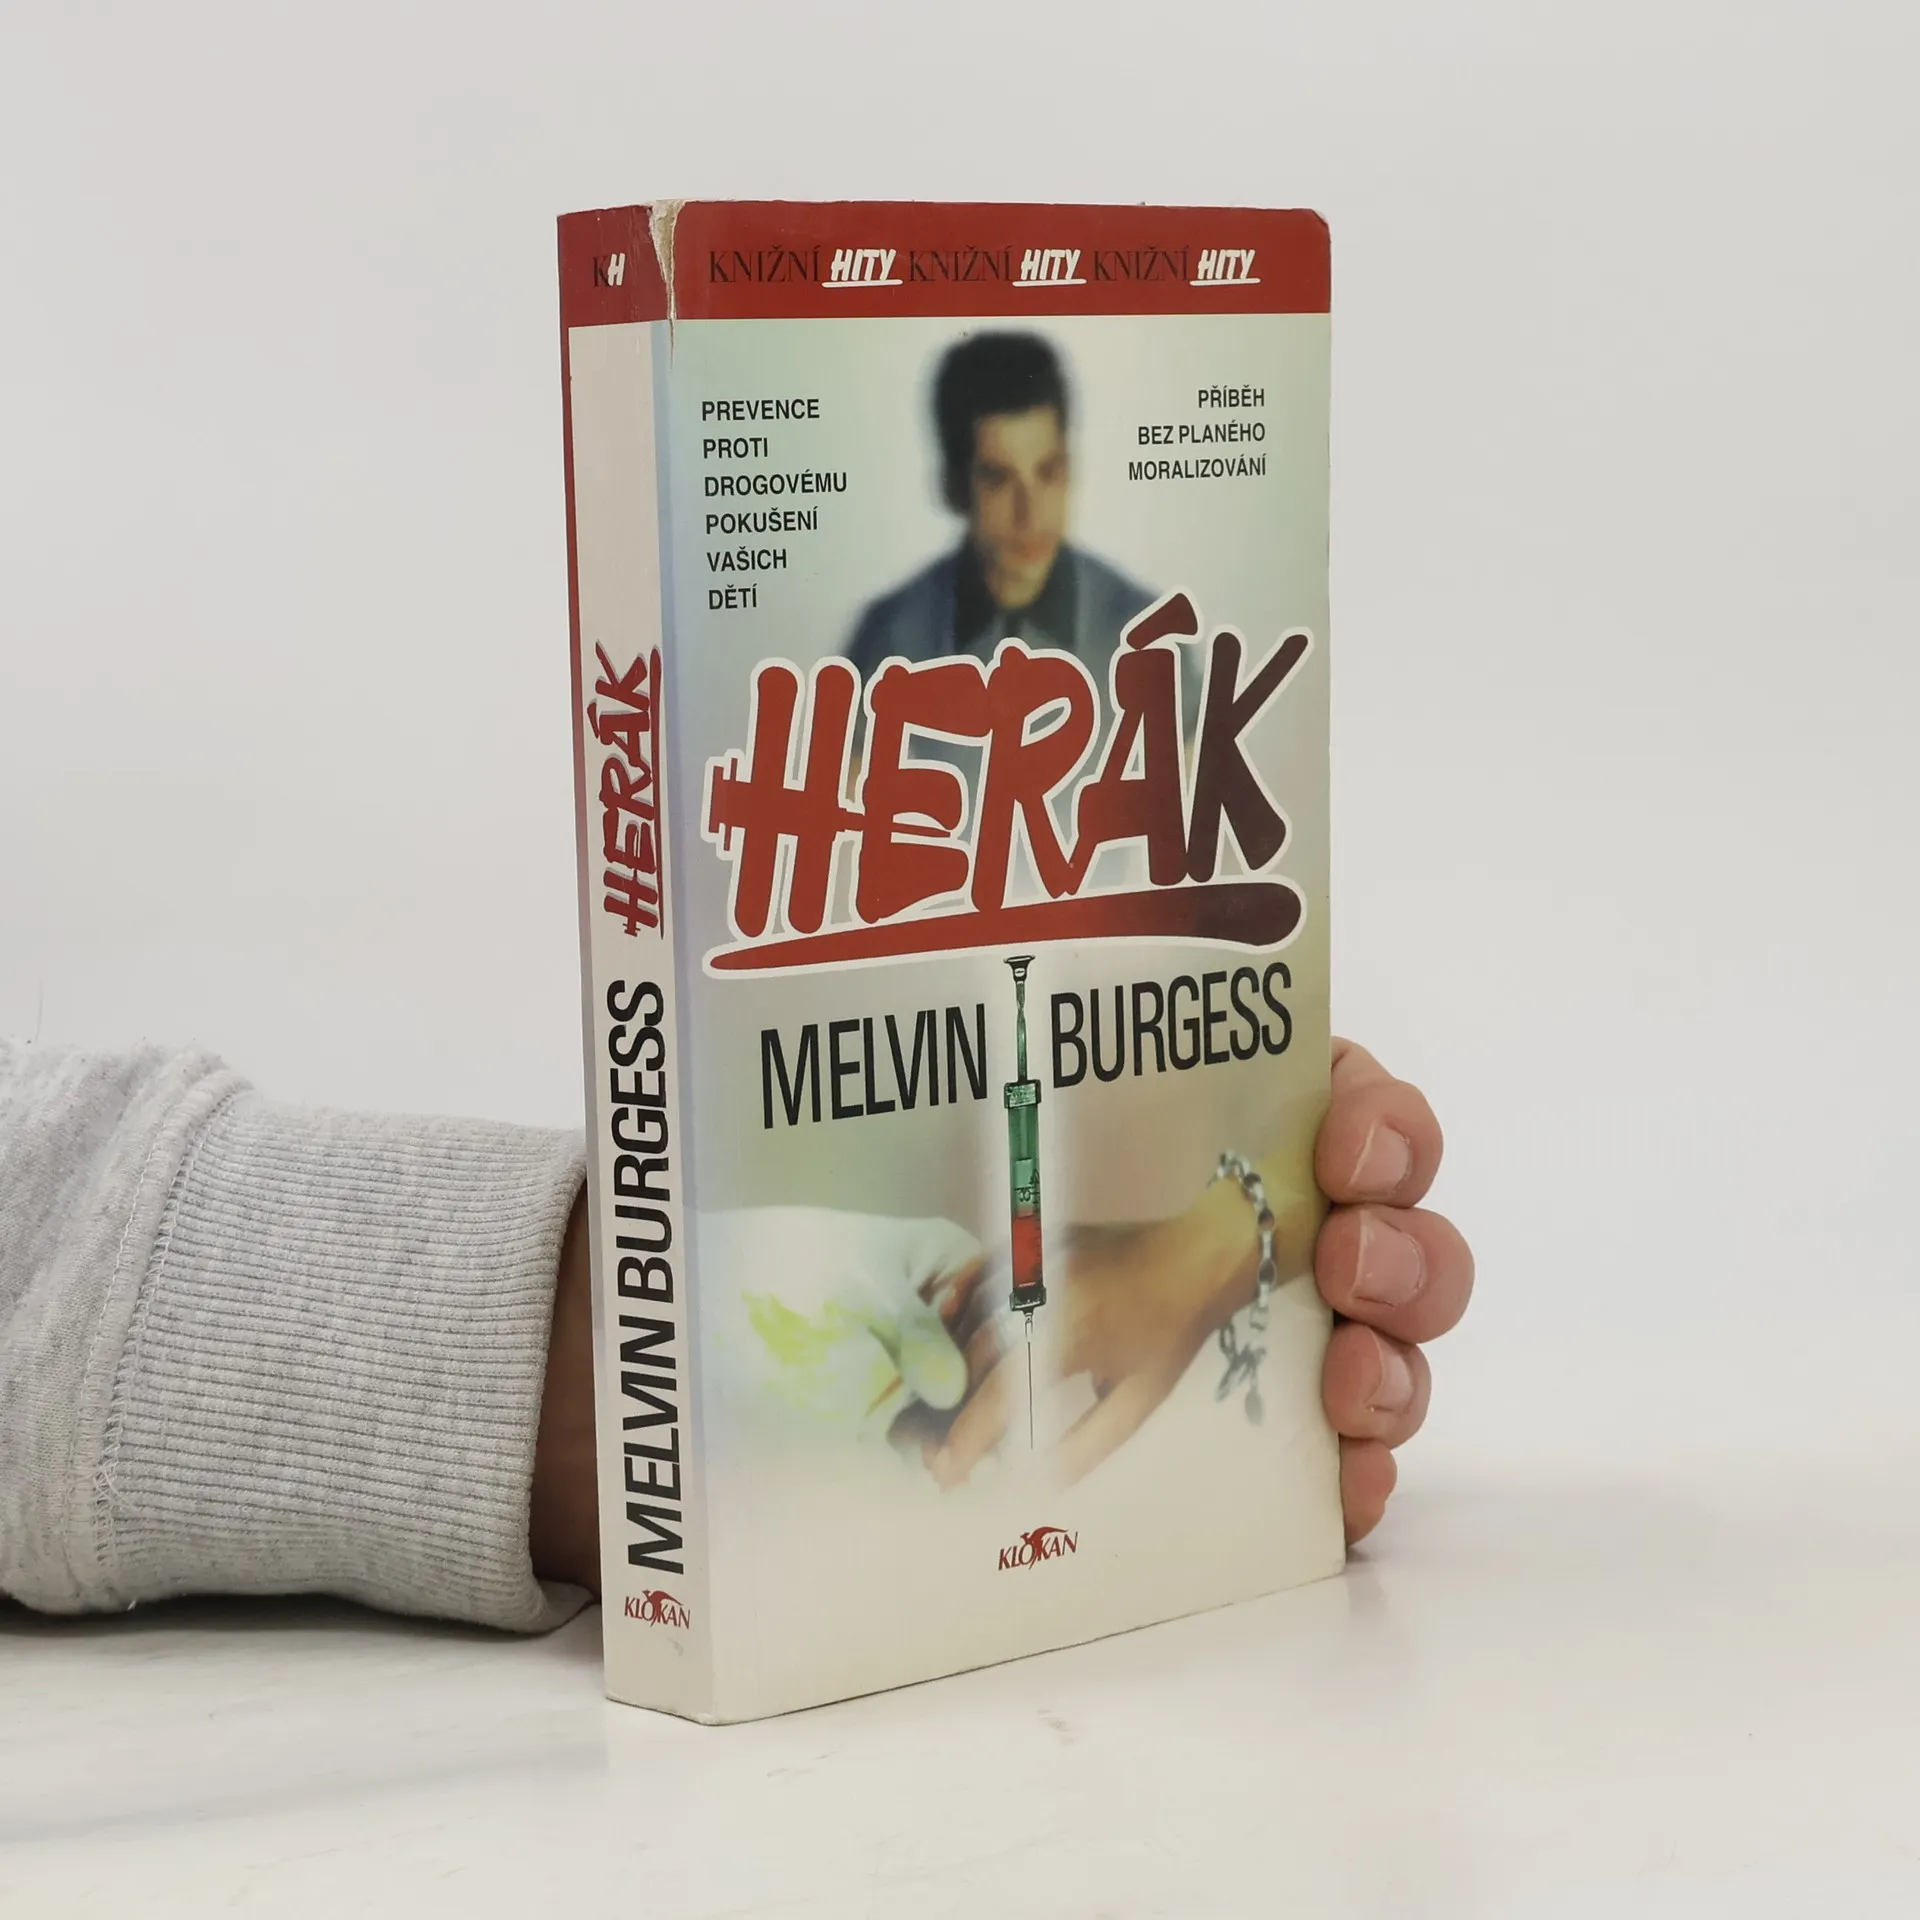 KH
KNIŽNÍ HITY KNIŽNÍ HITY KNIŽNÍ HITY
PREVENCE
PROTI
DROGOVÉMU
POKUŠENÍ
VAŠICH
DĚTÍ
PŘÍBĚH
BEZ PLANÉHO
MORALIZOVÁNÍ
HERÁK
MELVIN BURGESS
KLOKAN
MELVIN BURGESS HERÁK
KLOKAN